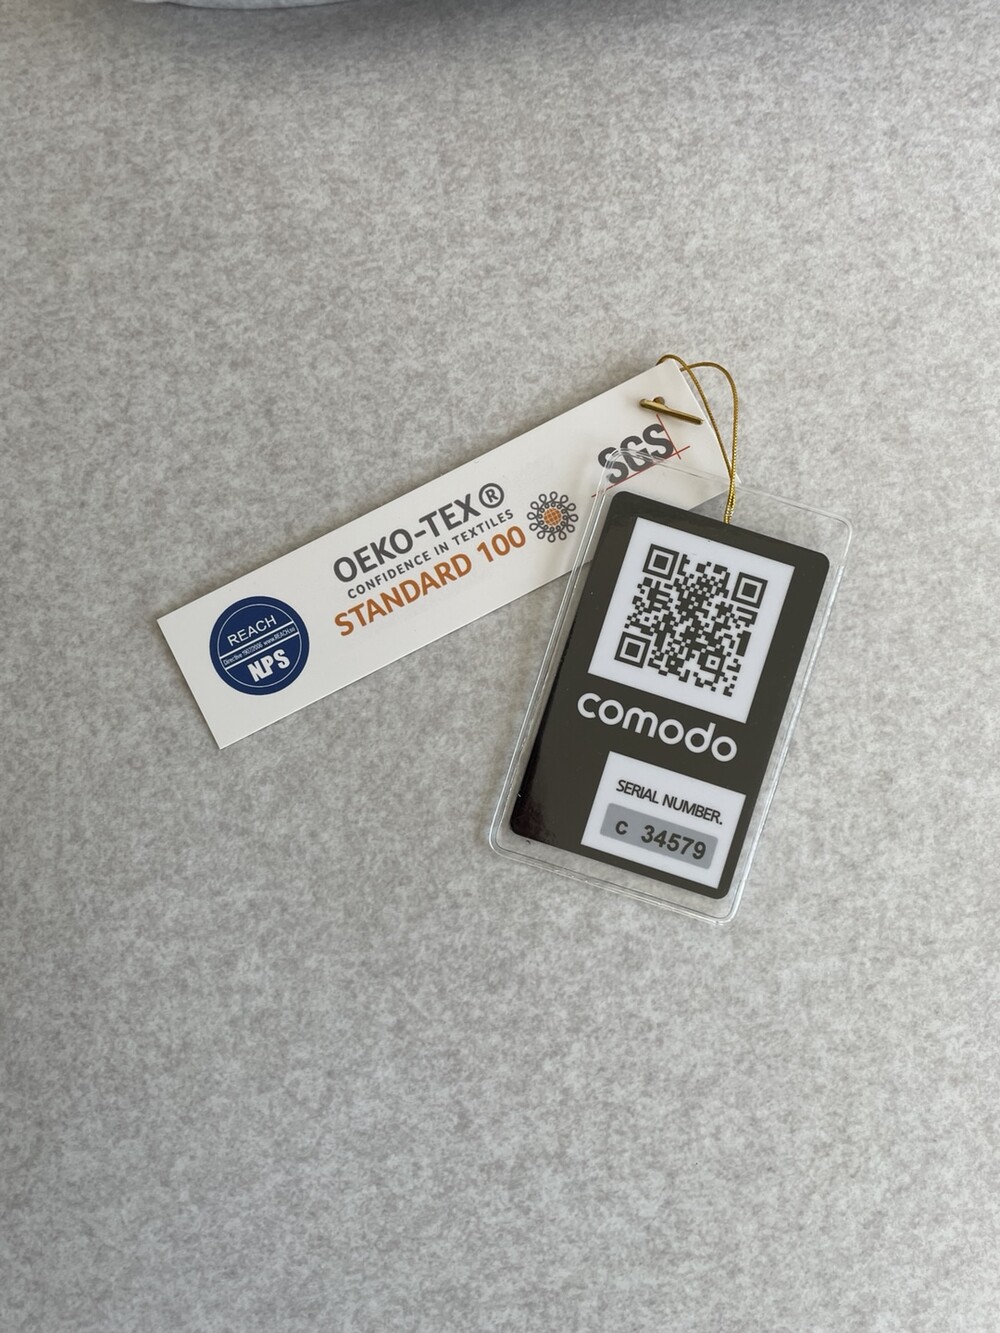 SGS
OEKO-TEX®
CONFIDENCE IN TEXTILES
STANDARD 100
REACH
NPS
comodo
SERIAL NUMBER.
C 34579